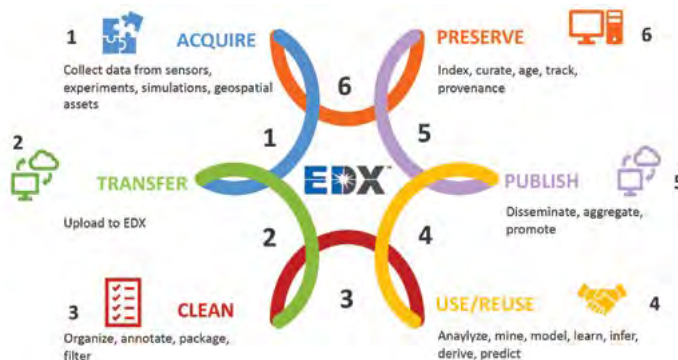 1
ACQUIRE
Collect data from sensors,
experiments, simulations, geospatial
assets
PRESERVE
6
Index, curate, age, track,
provenance
6
1
5
2
TRANSFER
Upload to EDX
EDX™
PUBLISH
5
Disseminate, aggregate,
promote
2
4
3
3
CLEAN
Organize, annotate, package,
filter
USE/REUSE
4
Anaylyze, mine, model, learn, infer,
derive, predict